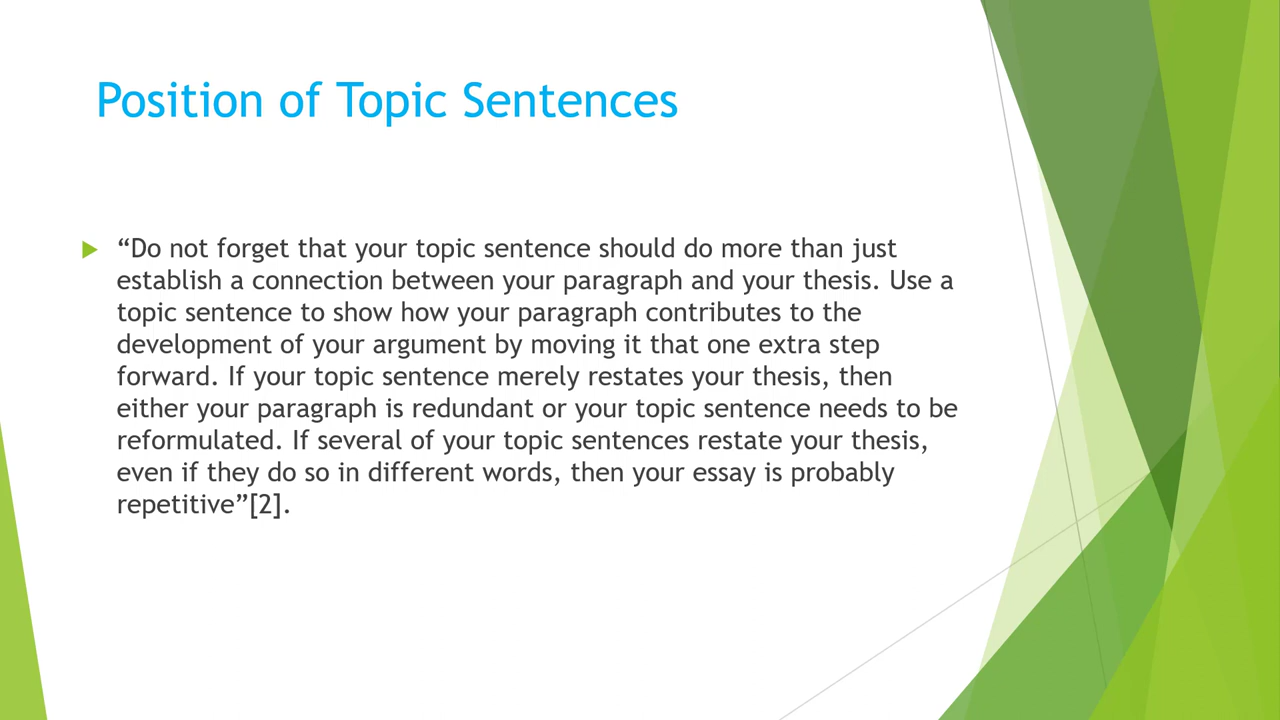 Position of Topic Sentences
“Do not forget that your topic sentence should do more than just
establish a connection between your paragraph and your thesis. Use a
topic sentence to show how your paragraph contributes to the
development of your argument by moving it that one extra step
forward. If your topic sentence merely restates your thesis, then
either your paragraph is redundant or your topic sentence needs to be
reformulated. If several of your topic sentences restate your thesis,
even if they do so in different words, then your essay is probably
repetitive”[2].